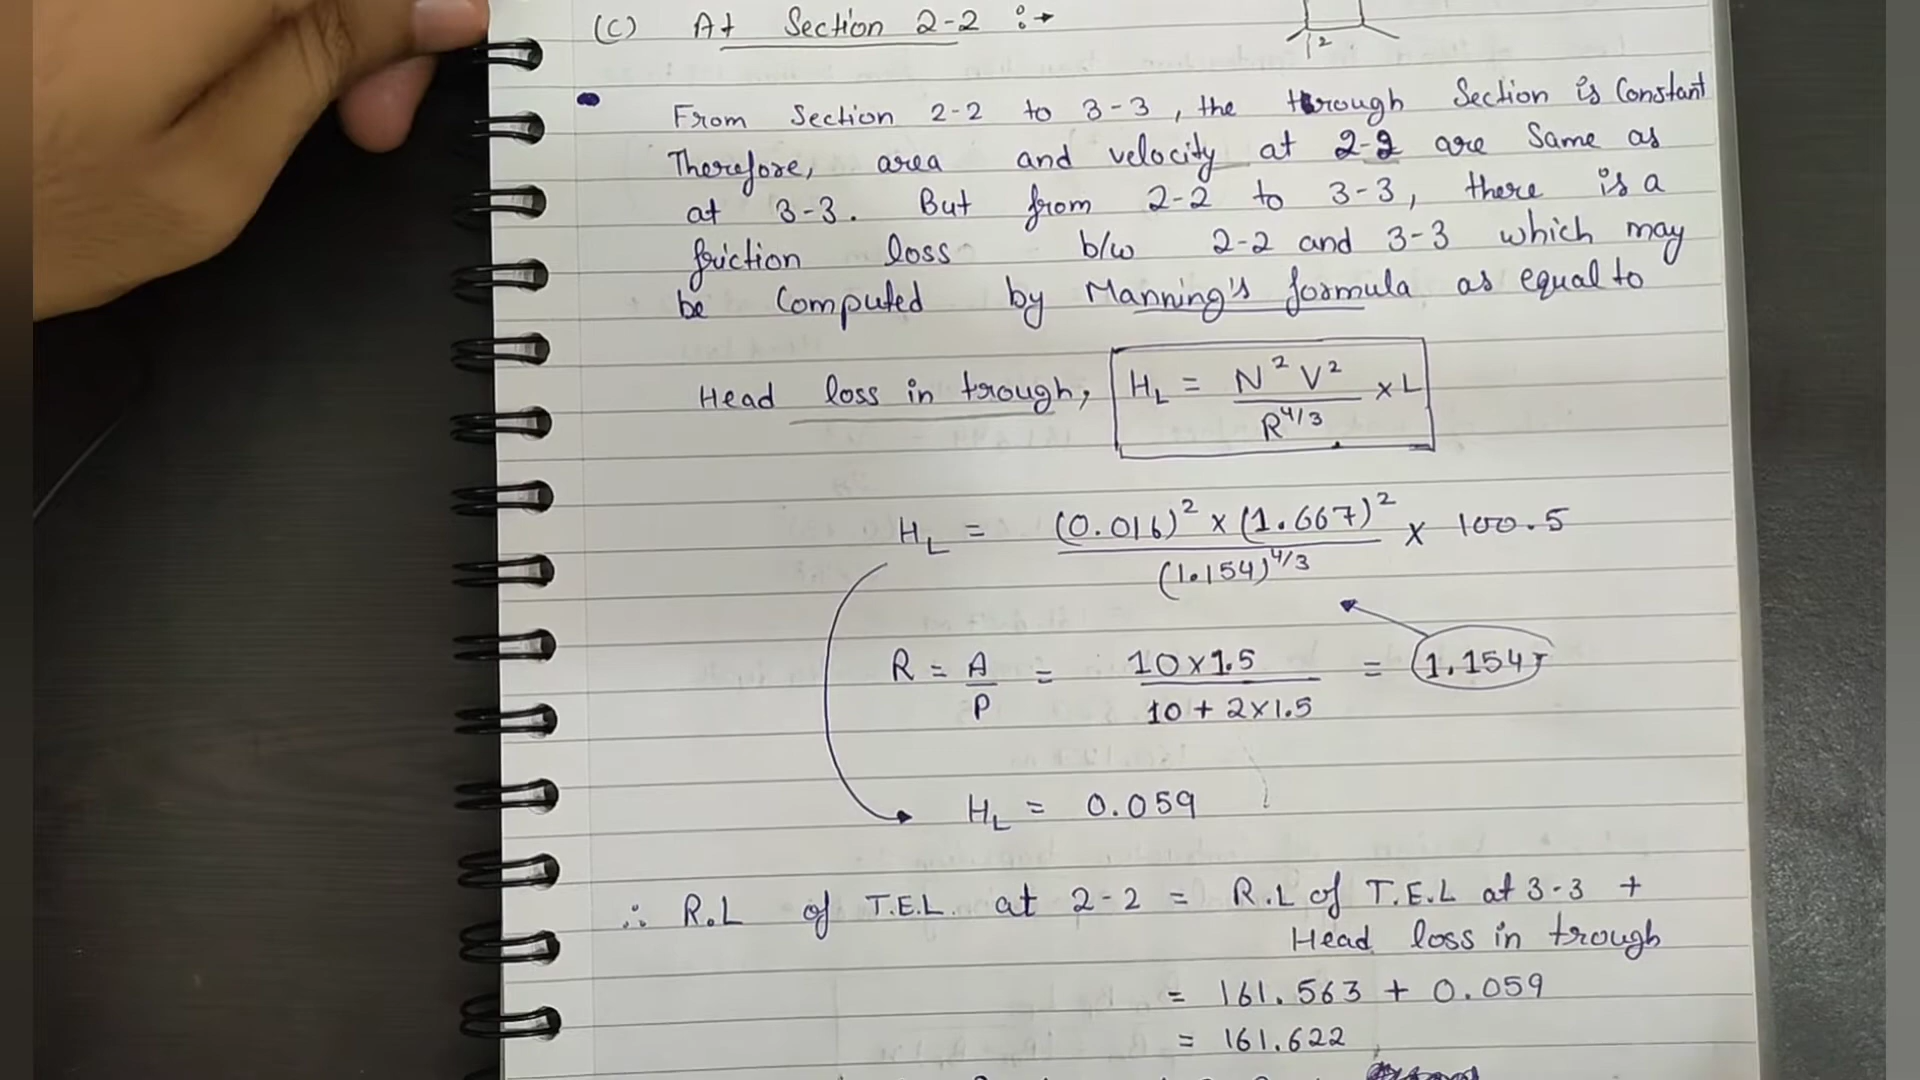 (C) At Section 2-2 :→
2
From Section 2-2 to 3-3, the through Section is Constant
Therefore, area and velocity at 2-2 are Same as
at 3-3. But from 2-2 to 3-3, there is a
friction loss b/w 2-2 and 3-3 which may
be Computed by Manning's formula as equal to
Head loss in trough, H_L = N² V² / R^4/3 × L
H_L = (0.016)² × (1.667)² / (1.154)^4/3 × 100.5
R = A/P = 10×1.5 / 10 + 2×1.5 = 1.154
H_L = 0.059
∴ R.L of T.E.L. at 2-2 = R.L of T.E.L at 3-3 +
Head loss in trough
= 161.563 + 0.059
= 161.622